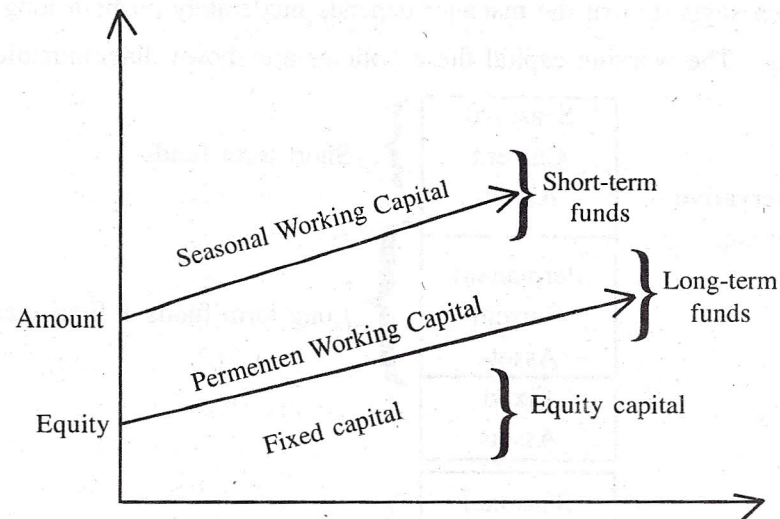 Seasonal Working Capital
Short-term
funds
Amount
Permenten Working Capital
Long-term
funds
Equity
Fixed capital
Equity capital